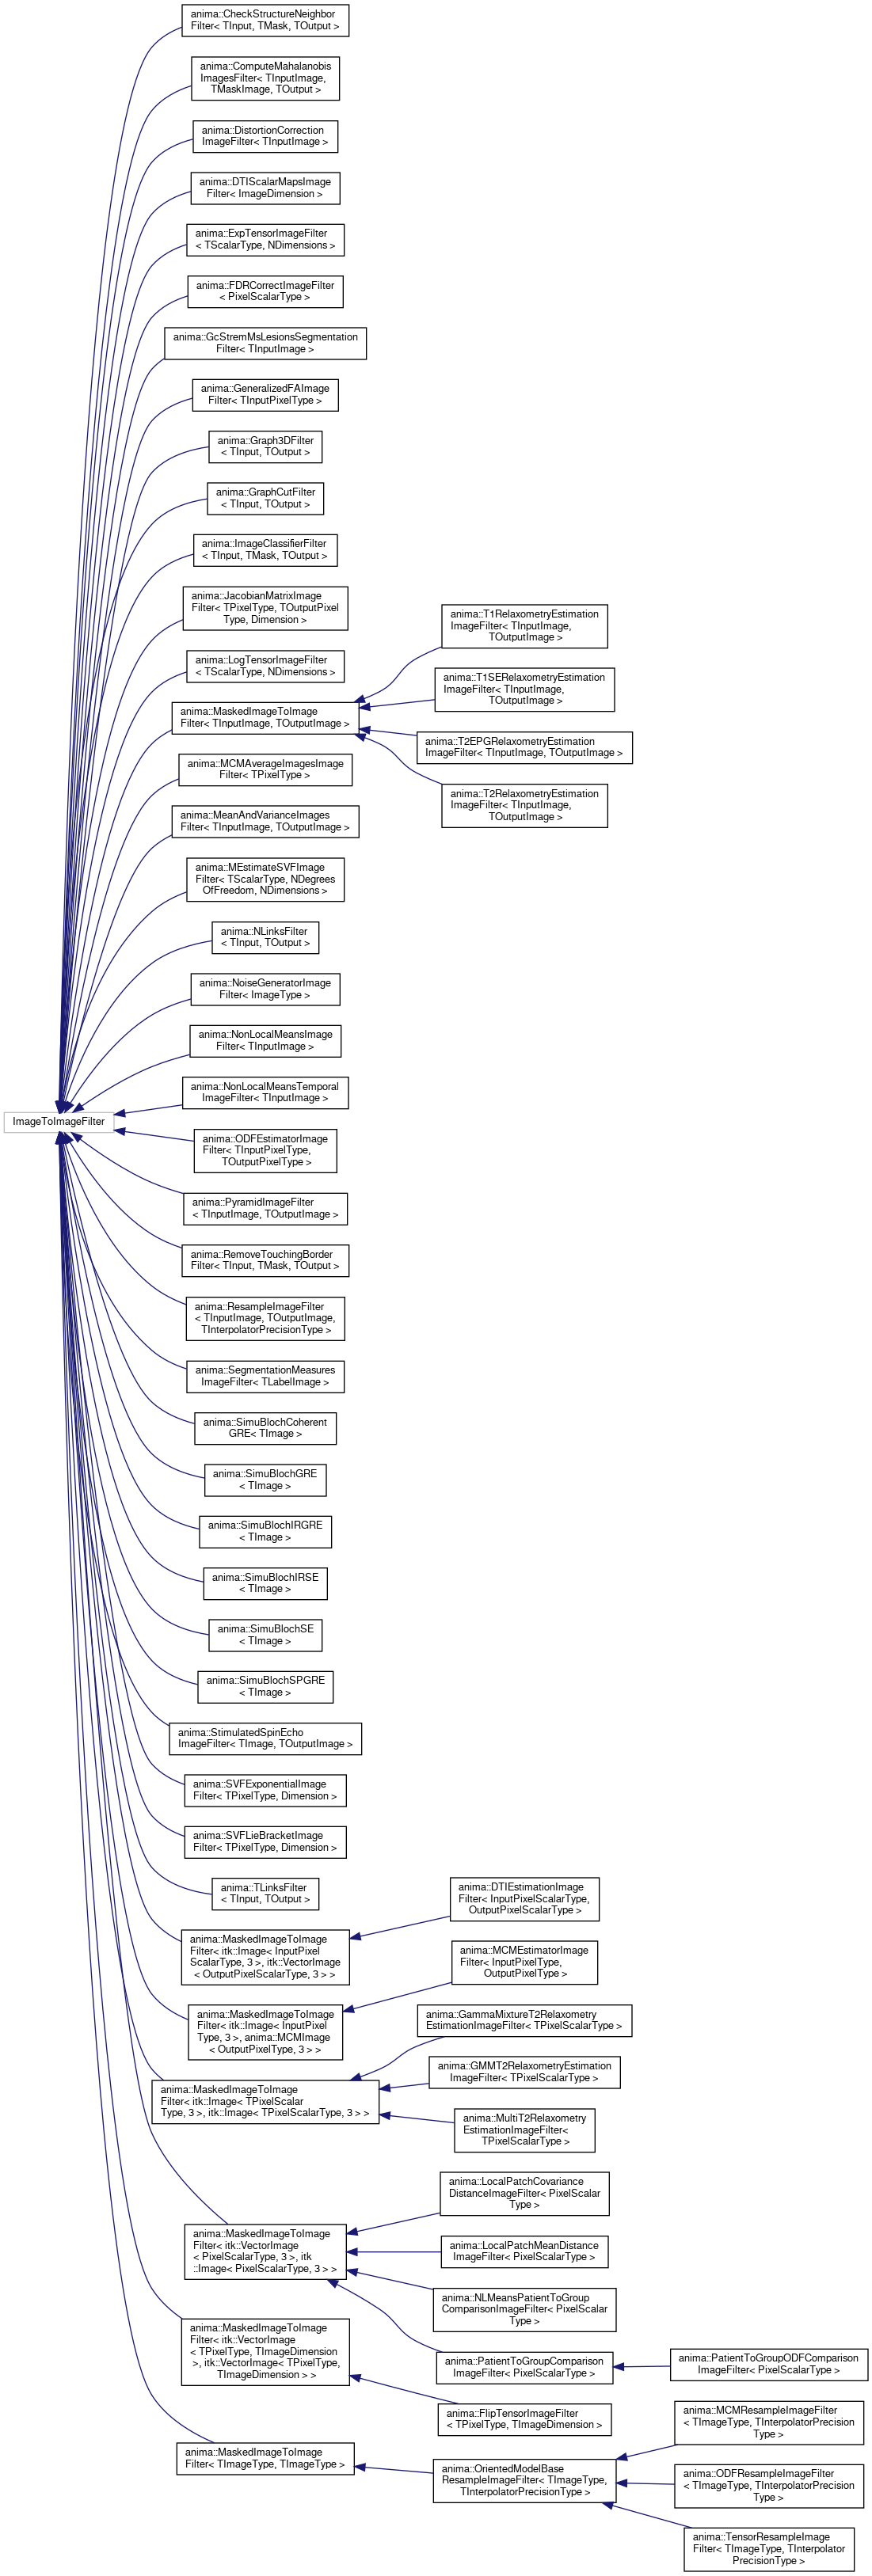 anima::CheckStructureNeighbor
Filter< TInput, TMask, TOutput >
anima::ComputeMahalanobis
ImagesFilter< TInputImage,
TMaskImage, TOutput >
anima::DistortionCorrection
ImageFilter< TInputImage >
anima::DTIScalarMapsImage
Filter< ImageDimension >
anima::ExpTensorImageFilter
< TScalarType, NDimensions >
anima::FDRCorrectImageFilter
< PixelScalarType >
anima::GcStremMsLesionsSegmentation
Filter< TInputImage >
anima::GeneralizedFAImage
Filter< TInputPixelType >
anima::Graph3DFilter
< TInput, TOutput >
anima::GraphCutFilter
< TInput, TOutput >
anima::ImageClassifierFilter
< TInput, TMask, TOutput >
anima::JacobianMatrixImage
Filter< TPixelType, TOutputPixel
Type, Dimension >
anima::LogTensorImageFilter
< TScalarType, NDimensions >
anima::MaskedImageToImage
Filter< TInputImage, TOutputImage >
anima::T1RelaxometryEstimation
ImageFilter< TInputImage,
TOutputImage >
anima::T1SERelaxometryEstimation
ImageFilter< TInputImage,
TOutputImage >
anima::T2EPGRelaxometryEstimation
ImageFilter< TInputImage, TOutputImage >
anima::T2RelaxometryEstimation
ImageFilter< TInputImage,
TOutputImage >
anima::MCMAverageImagesImage
Filter< TPixelType >
anima::MeanAndVarianceImages
Filter< TInputImage, TOutputImage >
anima::MEstimateSVFImage
Filter< TScalarType, NDegrees
OfFreedom, NDimensions >
anima::NLinksFilter
< TInput, TOutput >
anima::NoiseGeneratorImage
Filter< ImageType >
anima::NonLocalMeansImage
Filter< TInputImage >
anima::NonLocalMeansTemporal
ImageFilter< TInputImage >
ImageToImageFilter
anima::ODFEstimatorImage
Filter< TInputPixelType,
TOutputPixelType >
anima::PyramidImageFilter
< TInputImage, TOutputImage >
anima::RemoveTouchingBorder
Filter< TInput, TMask, TOutput >
anima::ResampleImageFilter
< TInputImage, TOutputImage,
TInterpolatorPrecisionType >
anima::SegmentationMeasures
ImageFilter< TLabelImage >
anima::SimuBlochCoherent
GRE< TImage >
anima::SimuBlochGRE
< TImage >
anima::SimuBlochIRGRE
< TImage >
anima::SimuBlochIRSE
< TImage >
anima::SimuBlochSE
< TImage >
anima::SimuBlochSPGRE
< TImage >
anima::StimulatedSpinEcho
ImageFilter< TImage, TOutputImage >
anima::SVFExponentialImage
Filter< TPixelType, Dimension >
anima::SVFLieBracketImage
Filter< TPixelType, Dimension >
anima::TLinksFilter
< TInput, TOutput >
anima::MaskedImageToImage
Filter< itk::Image< InputPixel
ScalarType, 3 >, itk::VectorImage
< OutputPixelScalarType, 3 > >
anima::DTIEstimationImage
Filter< InputPixelScalarType,
OutputPixelScalarType >
anima::MaskedImageToImage
Filter< itk::Image< InputPixel
Type, 3 >, anima::MCMImage
< OutputPixelType, 3 > >
anima::MCMEstimatorImage
Filter< InputPixelType,
OutputPixelType >
anima::MaskedImageToImage
Filter< itk::Image< TPixelScalar
Type, 3 >, itk::Image< TPixelScalarType, 3 > >
anima::GammaMixtureT2Relaxometry
EstimationImageFilter< TPixelScalarType >
anima::GMMT2RelaxometryEstimation
ImageFilter< TPixelScalarType >
anima::MultiT2Relaxometry
EstimationImageFilter<
TPixelScalarType >
anima::MaskedImageToImage
Filter< itk::VectorImage
< PixelScalarType, 3 >, itk
::Image< PixelScalarType, 3 > >
anima::LocalPatchCovariance
DistanceImageFilter< PixelScalar
Type >
anima::LocalPatchMeanDistance
ImageFilter< PixelScalarType >
anima::NLMeansPatientToGroup
ComparisonImageFilter< PixelScalar
Type >
anima::PatientToGroupComparison
ImageFilter< PixelScalarType >
anima::PatientToGroupODFComparison
ImageFilter< PixelScalarType >
anima::MaskedImageToImage
Filter< itk::VectorImage
< TPixelType, TImageDimension
>, itk::VectorImage< TPixelType,
TImageDimension > >
anima::FlipTensorImageFilter
< TPixelType, TImageDimension >
anima::MaskedImageToImage
Filter< TImageType, TImageType >
anima::OrientedModelBase
ResampleImageFilter< TImageType,
TInterpolatorPrecisionType >
anima::MCMResampleImageFilter
< TImageType, TInterpolatorPrecision
Type >
anima::ODFResampleImageFilter
< TImageType, TInterpolatorPrecision
Type >
anima::TensorResampleImage
Filter< TImageType, TInterpolator
PrecisionType >